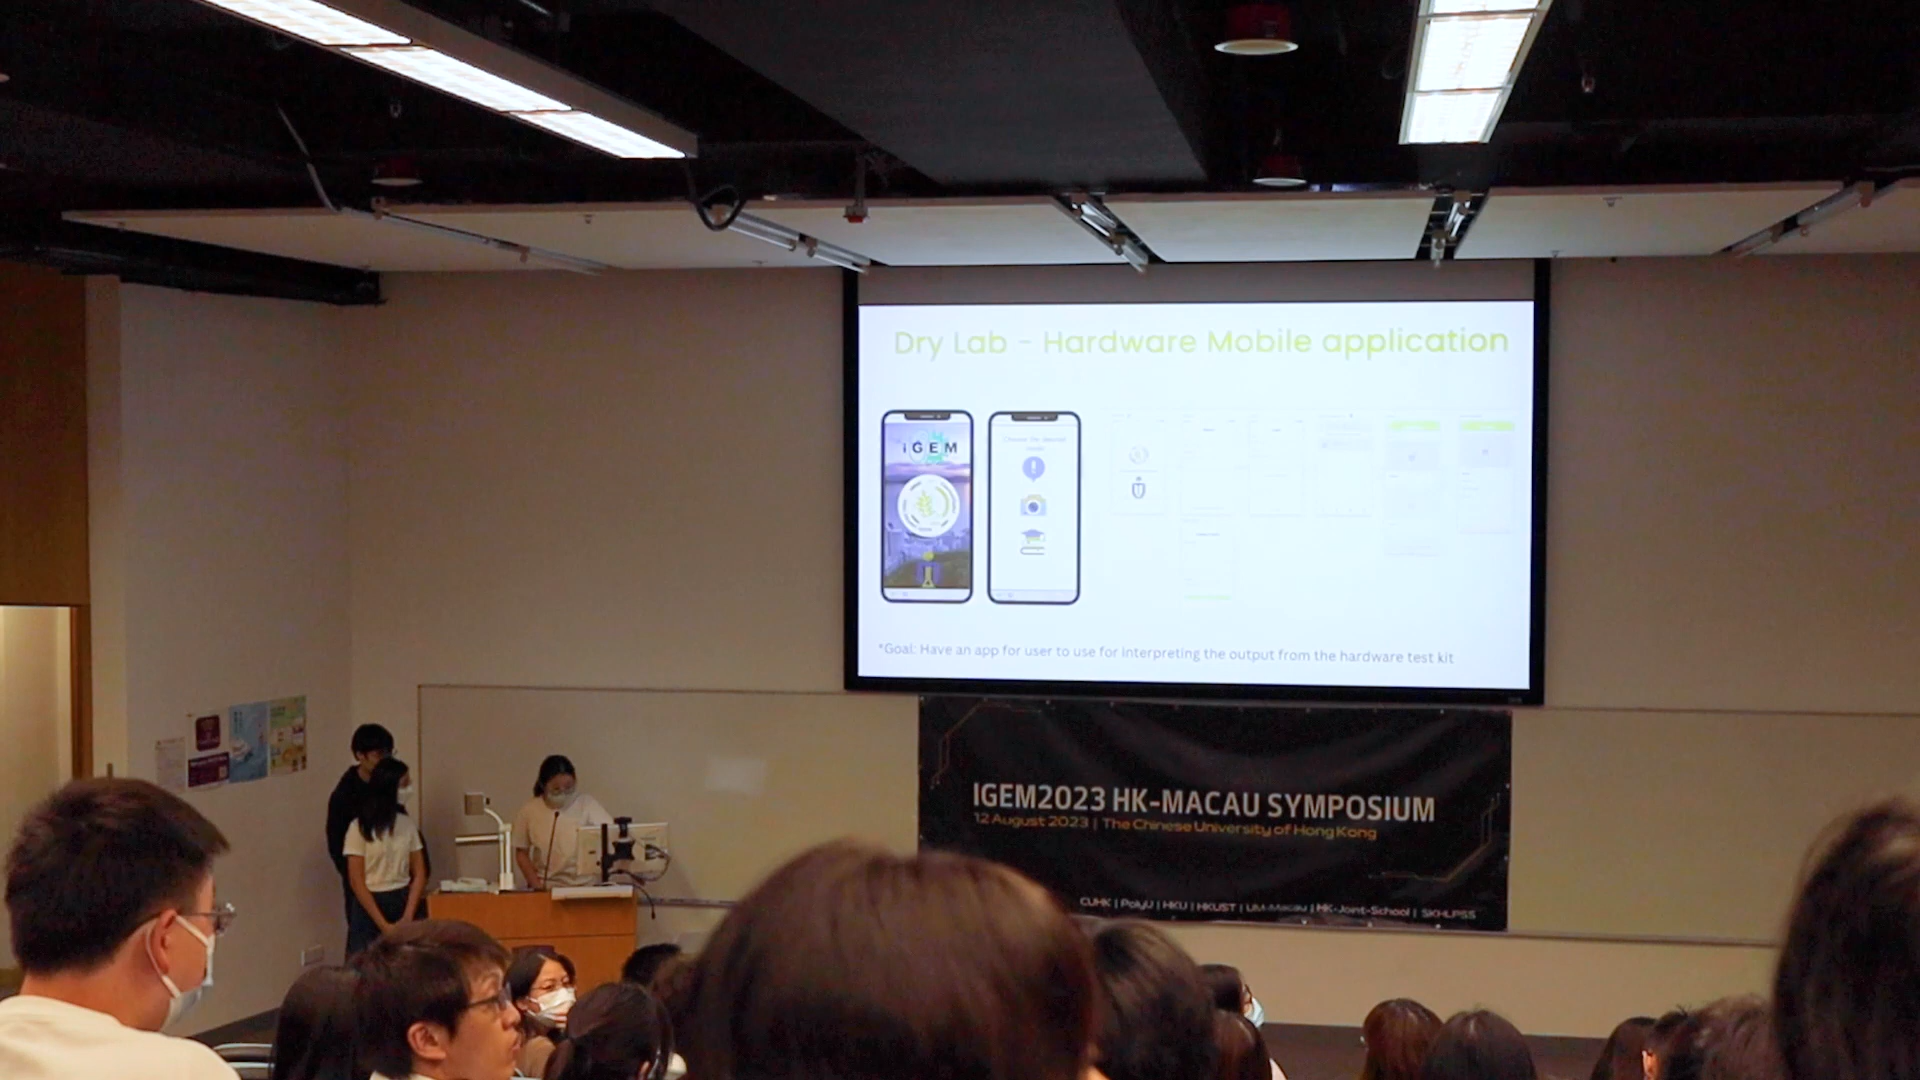 Dry Lab - Hardware Mobile application
iGEM
*Goal: Have an app for user to use for interpreting the output from the hardware test kit
IGEM2023 HK-MACAU SYMPOSIUM
12 August 2023 | The Chinese University of Hong Kong
CUHK | PolyU | HKU | HKUST | UM-Macau | HK-Joint-School | SKHLPSS